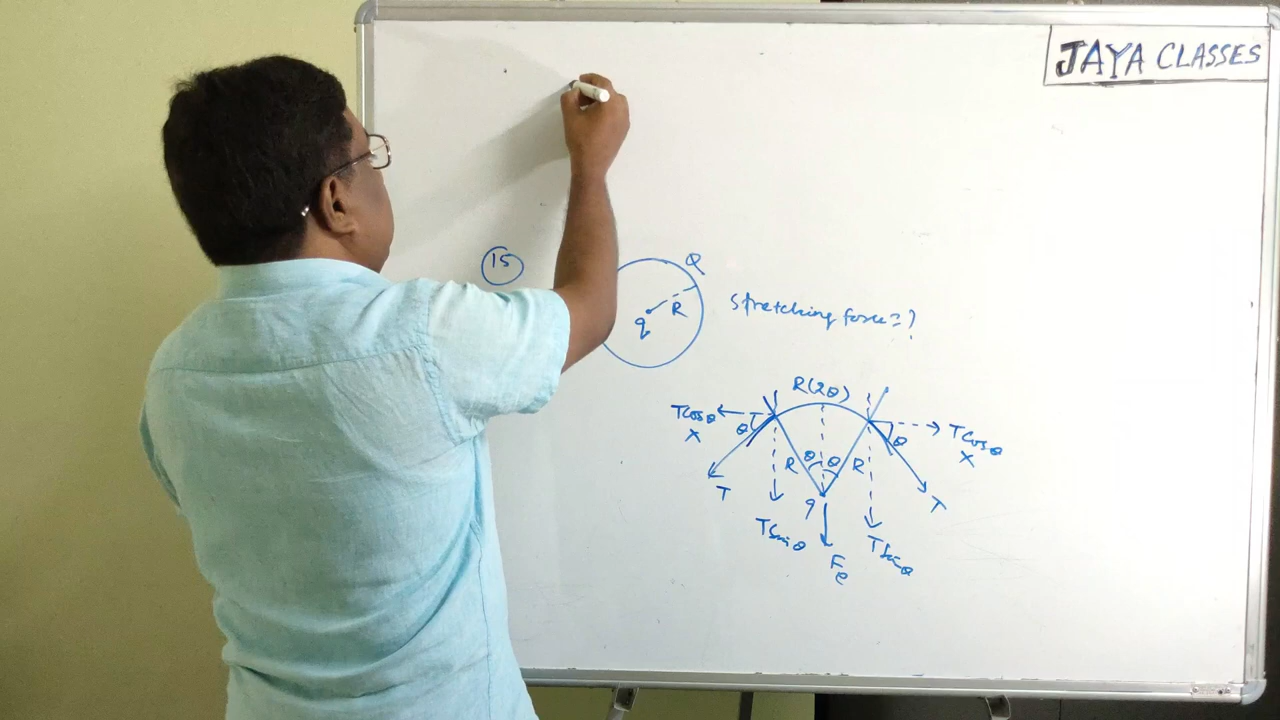 JAYA CLASSES
15
Q
R
q
stretching force = ?
R(2θ)
Tcosθ
θ
x
T
R
θ
θ
R
θ
Tcosθ
x
T
q
Tsinθ
Tsinθ
Fe